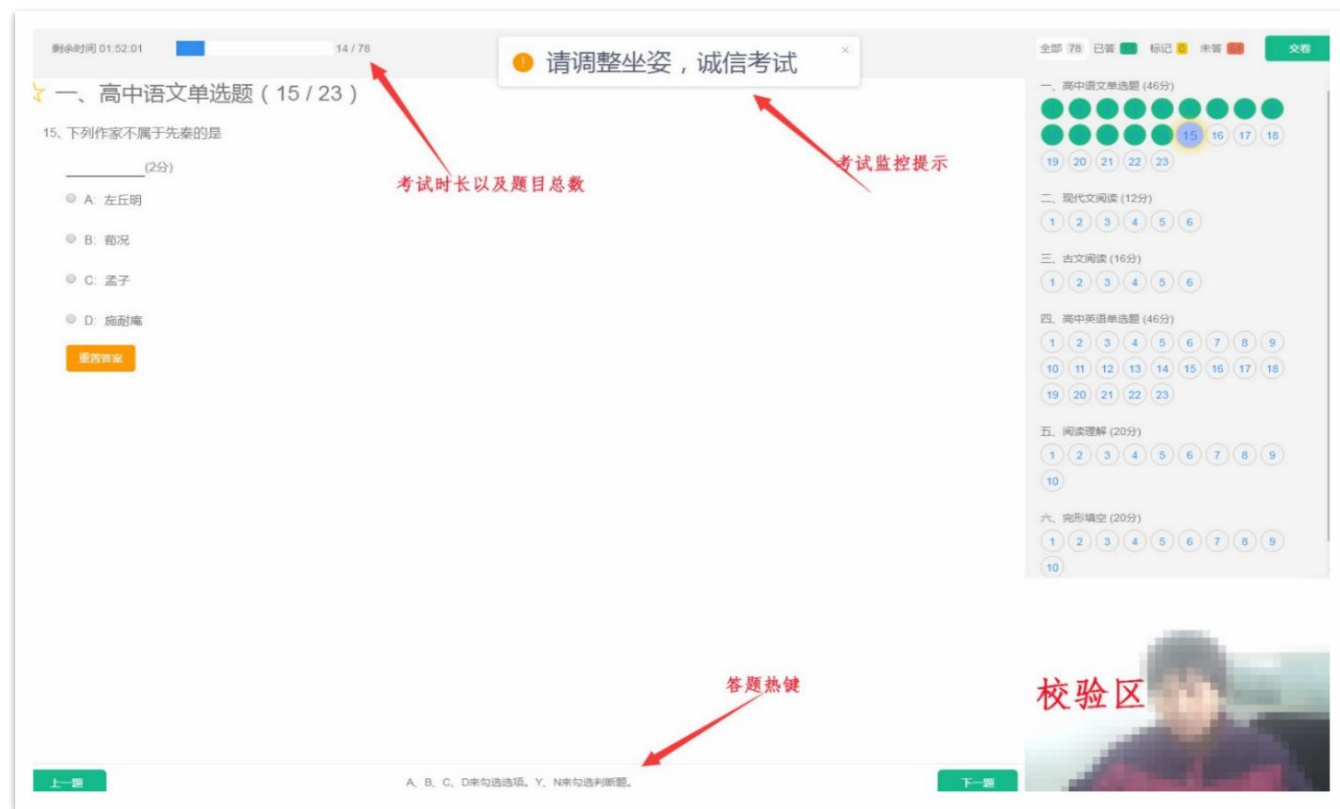 剩余时间 01:52:01
14 / 78
请调整坐姿，诚信考试
×
全部 78 已答 标记 0 未答 64
交卷
一、高中语文单选题 ( 15 / 23 )
15、下列作家不属于先秦的是
(2分)
A: 左丘明
B: 荀况
C: 孟子
D: 施耐庵
重置答案
考试时长以及题目总数
考试监控提示
一、高中语文单选题 (46分)
15 16 17 18
19 20 21 22 23
二、现代文阅读 (12分)
1 2 3 4 5 6
三、古文阅读 (16分)
1 2 3 4 5 6
四、高中英语单选题 (46分)
1 2 3 4 5 6 7 8 9
10 11 12 13 14 15 16 17 18
19 20 21 22 23
五、阅读理解 (20分)
1 2 3 4 5 6 7 8 9
10
六、完形填空 (20分)
1 2 3 4 5 6 7 8 9
10
校验区
答题热键
上一题
A、B、C、D来勾选选项。Y、N来勾选判断题。
下一题